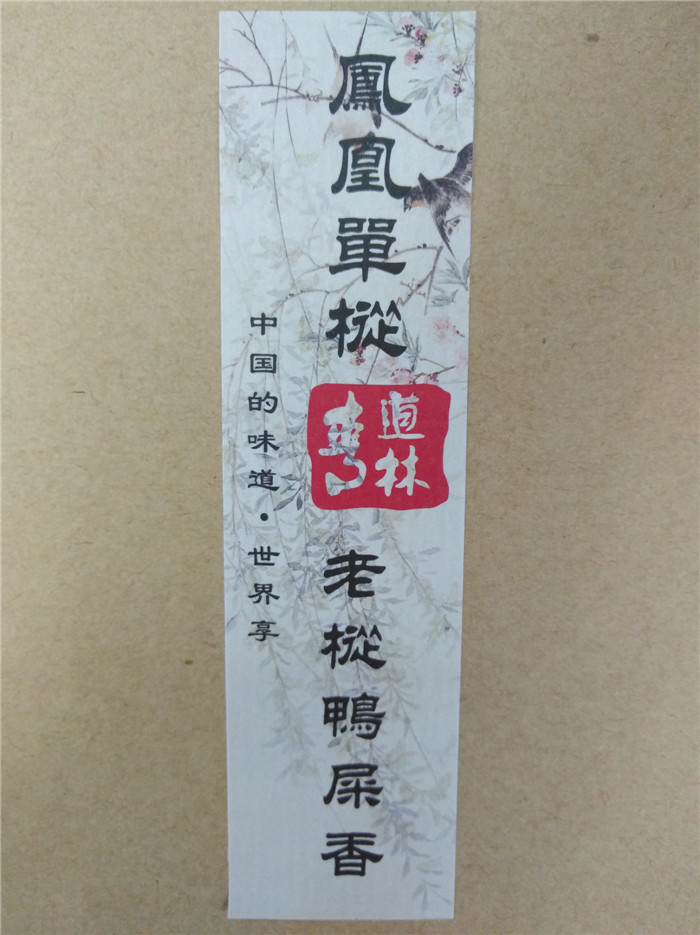 鳳凰單樅
道林
壽
老樅鴨屎香
中国的味道·世界享